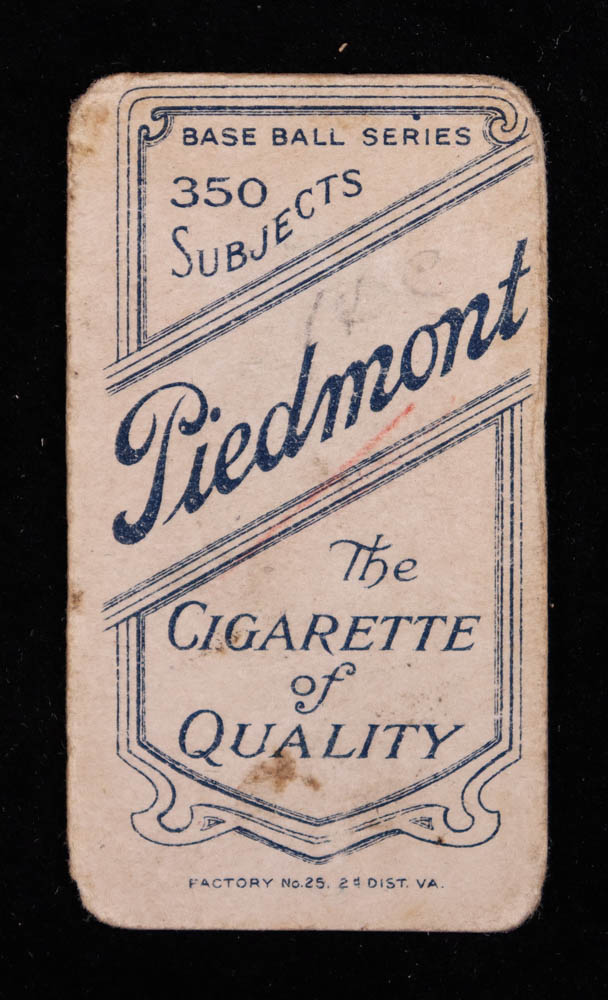 BASE BALL SERIES
350
SUBJECTS
Piedmont
The
CIGARETTE
of
QUALITY
FACTORY No.25. 2d DIST. VA.